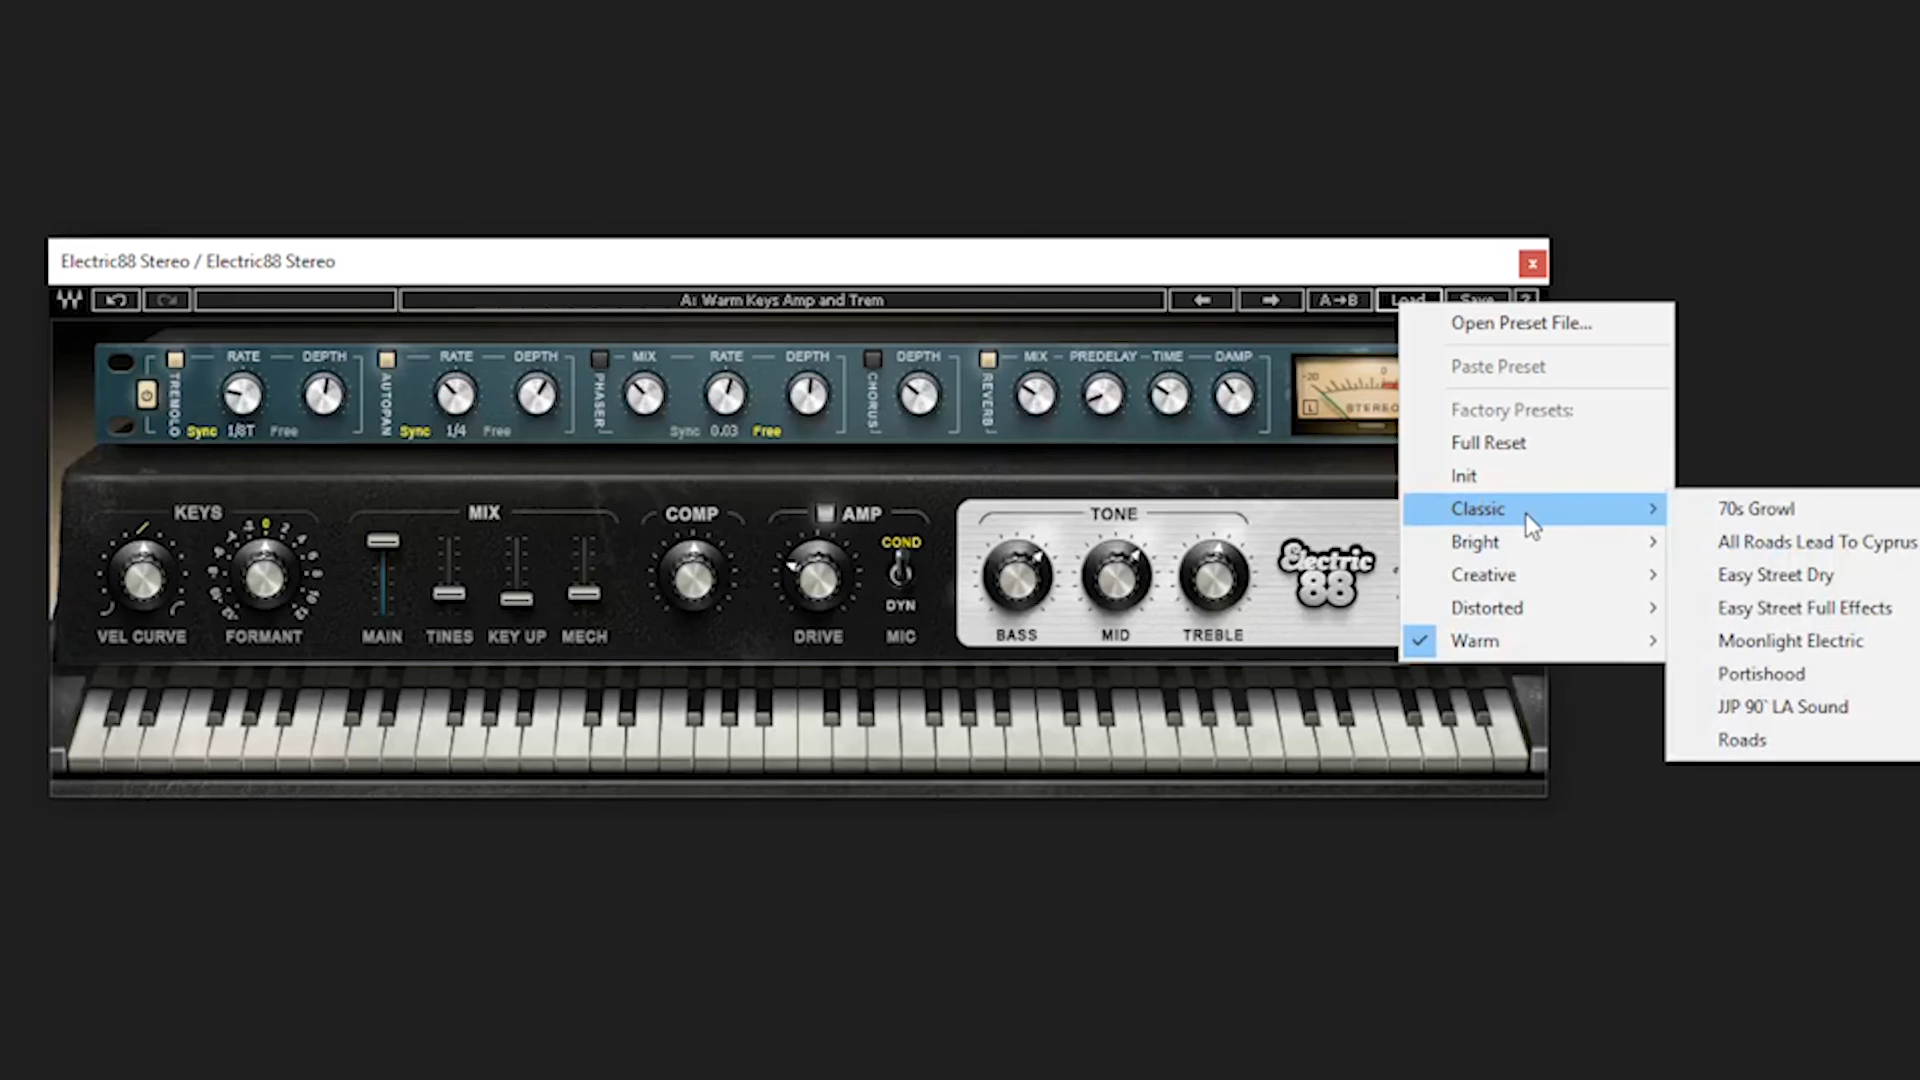 Electric88 Stereo / Electric88 Stereo
A: Warm Keys Amp and Trem
A→B
Load
Save
?
Open Preset File...
Paste Preset
Factory Presets:
Full Reset
Init
Classic
Bright
Creative
Distorted
Warm
70s Growl
All Roads Lead To Cyprus
Easy Street Dry
Easy Street Full Effects
Moonlight Electric
Portishood
JJP 90` LA Sound
Roads
TREMOLO
RATE
DEPTH
Sync 1/8T Free
AUTOPAN
RATE
DEPTH
Sync 1/4 Free
PHASER
MIX
RATE
DEPTH
Sync 0.03 Free
CHORUS
DEPTH
REVERB
MIX
PREDELAY
TIME
DAMP
-20
0
L
STEREO
KEYS
MIX
COMP
AMP
TONE
COND
DYN
VEL CURVE
FORMANT
MAIN
TINES
KEY UP
MECH
DRIVE
MIC
BASS
MID
TREBLE
Electric
88